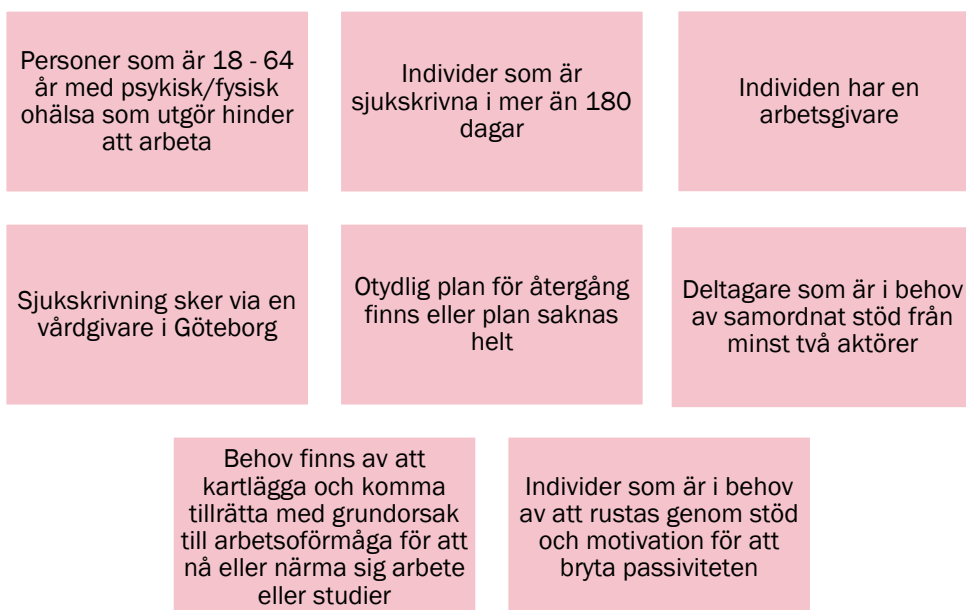 Personer som är 18 - 64
år med psykisk/fysisk
ohälsa som utgör hinder
att arbeta
Individer som är
sjukskrivna i mer än 180
dagar
Individen har en
arbetsgivare
Sjukskrivning sker via en
vårdgivare i Göteborg
Otydlig plan för återgång
finns eller plan saknas
helt
Deltagare som är i behov
av samordnat stöd från
minst två aktörer
Behov finns av att
kartlägga och komma
tillrätta med grundorsak
till arbetsoförmåga för att
nå eller närma sig arbete
eller studier
Individer som är i behov
av att rustas genom stöd
och motivation för att
bryta passiviteten